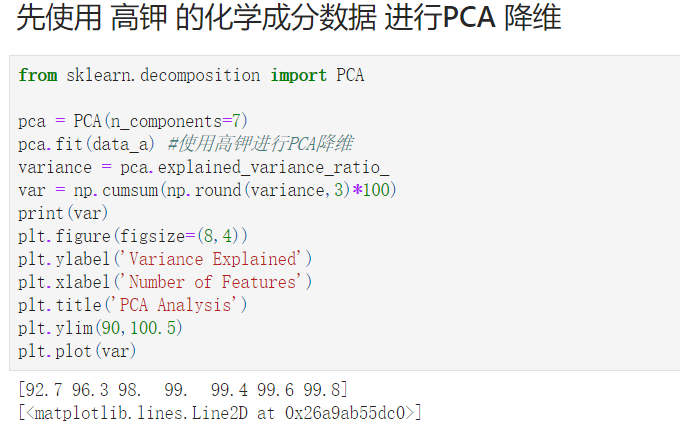 先使用 高钾 的化学成分数据 进行PCA 降维
from sklearn.decomposition import PCA
pca = PCA(n_components=7)
pca.fit(data_a) #使用高钾进行PCA降维
variance = pca.explained_variance_ratio_
var = np.cumsum(np.round(variance,3)*100)
print(var)
plt.figure(figsize=(8,4))
plt.ylabel('Variance Explained')
plt.xlabel('Number of Features')
plt.title('PCA Analysis')
plt.ylim(90,100.5)
plt.plot(var)
[92.7 96.3 98.  99.  99.4 99.6 99.8]
[<matplotlib.lines.Line2D at 0x26a9ab55dc0>]